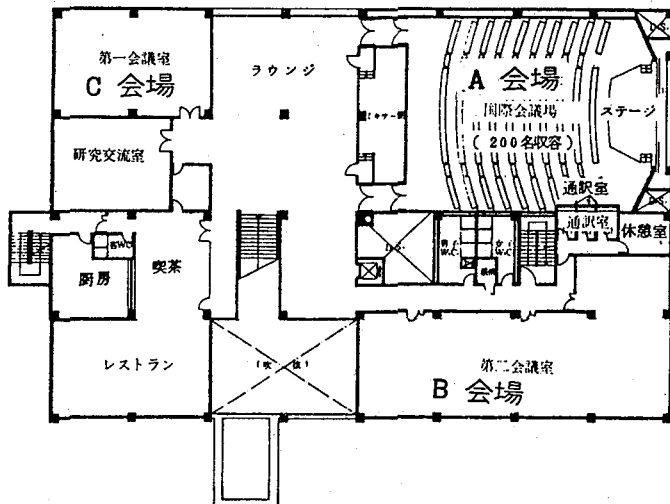 第一会議室
C 会場
ラウンジ
A 会場
国際会議場
(200名収容)
ステージ
研究交流室
通訳室
通訳室
休憩室
喫茶
厨房
W.C.
W.C.
レストラン
(吹抜)
第二会議室
B 会場